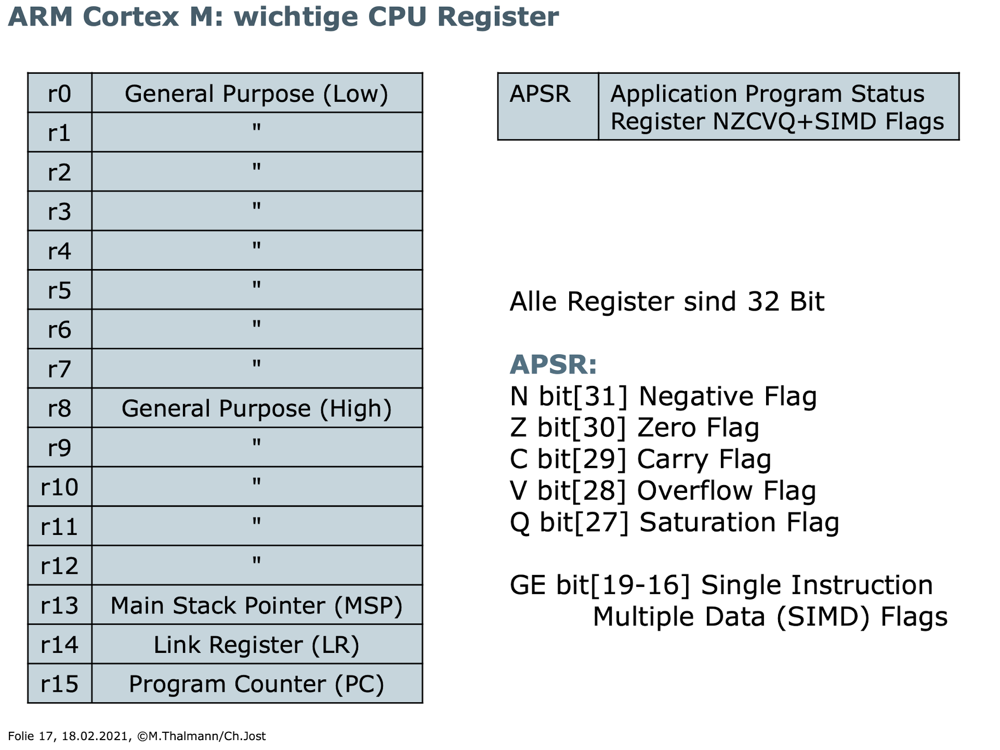 ARM Cortex M: wichtige CPU Register
r0 General Purpose (Low)
r1 "
r2 "
r3 "
r4 "
r5 "
r6 "
r7 "
r8 General Purpose (High)
r9 "
r10 "
r11 "
r12 "
r13 Main Stack Pointer (MSP)
r14 Link Register (LR)
r15 Program Counter (PC)
APSR Application Program Status
Register NZCVQ+SIMD Flags
Alle Register sind 32 Bit
APSR:
N bit[31] Negative Flag
Z bit[30] Zero Flag
C bit[29] Carry Flag
V bit[28] Overflow Flag
Q bit[27] Saturation Flag
GE bit[19-16] Single Instruction
Multiple Data (SIMD) Flags
Folie 17, 18.02.2021, ©M.Thalmann/Ch.Jost